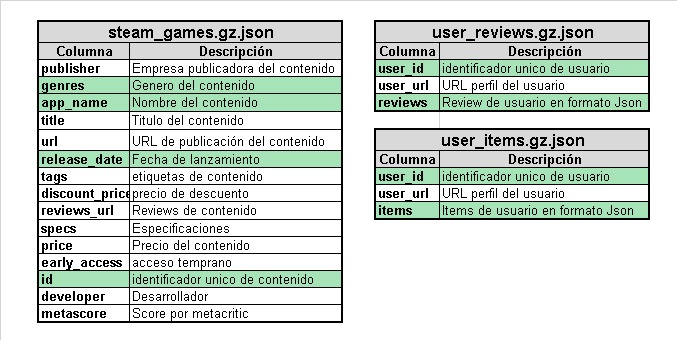 steam_games.gz.json
Columna Descripción
publisher Empresa publicadora del contenido
genres Genero del contenido
app_name Nombre del contenido
title Titulo del contenido
url URL de publicación del contenido
release_date Fecha de lanzamiento
tags etiquetas de contenido
discount_price precio de descuento
reviews_url Reviews de contenido
specs Especificaciones
price Precio del contenido
early_access acceso temprano
id identificador unico de contenido
developer Desarrollador
metascore Score por metacritic
user_reviews.gz.json
Columna Descripción
user_id identificador unico de usuario
user_url URL perfil del usuario
reviews Review de usuario en formato Json
user_items.gz.json
Columna Descripción
user_id identificador unico de usuario
user_url URL perfil del usuario
items Items de usuario en formato Json